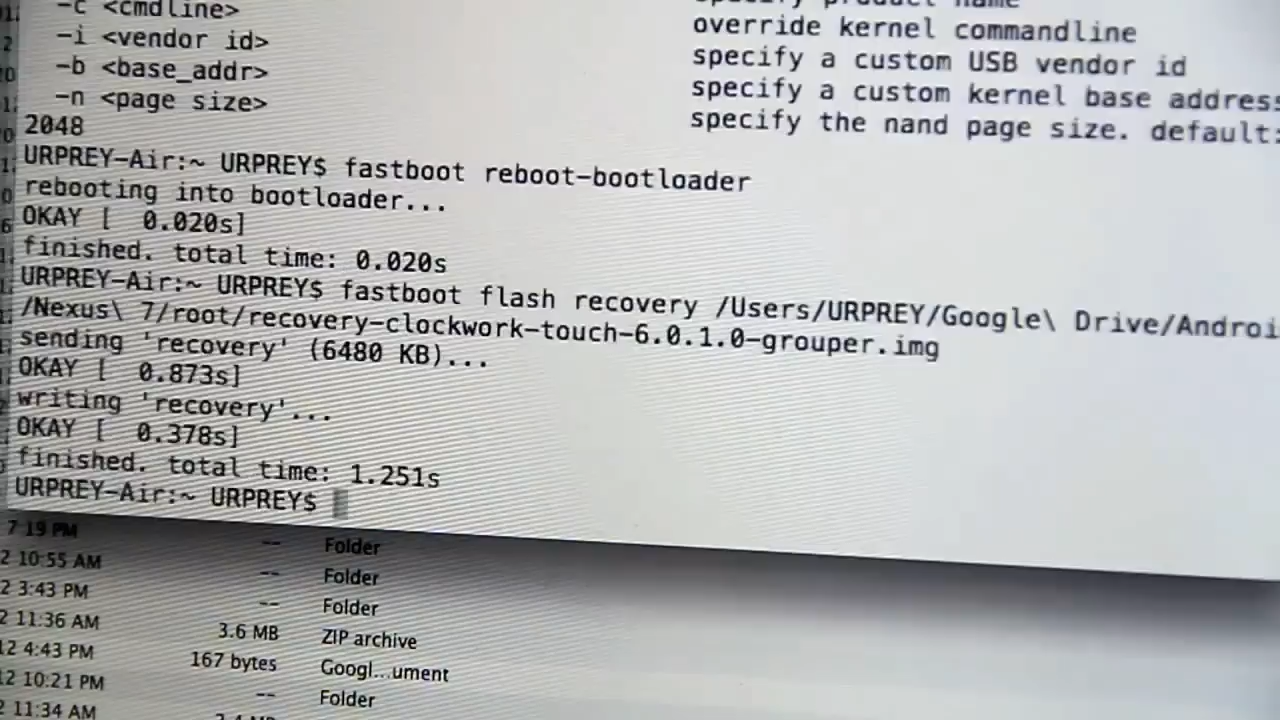 -c <cmdline>
override kernel commandline
-i <vendor id>
specify a custom USB vendor id
-b <base_addr>
specify a custom kernel base address
-n <page size>
specify the nand page size. default:
2048
URPREY-Air:~ URPREY$ fastboot reboot-bootloader
rebooting into bootloader...
OKAY [  0.020s]
finished. total time: 0.020s
URPREY-Air:~ URPREY$ fastboot flash recovery /Users/URPREY/Google\ Drive/Androi
/Nexus\ 7/root/recovery-clockwork-touch-6.0.1.0-grouper.img
sending 'recovery' (6480 KB)...
OKAY [  0.873s]
writing 'recovery'...
OKAY [  0.378s]
finished. total time: 1.251s
URPREY-Air:~ URPREY$
7:19 PM -- Folder
2 10:55 AM -- Folder
2 3:43 PM -- Folder
2 11:36 AM 3.6 MB ZIP archive
12 4:43 PM 167 bytes Googl...ument
12 10:21 PM -- Folder
2 11:34 AM